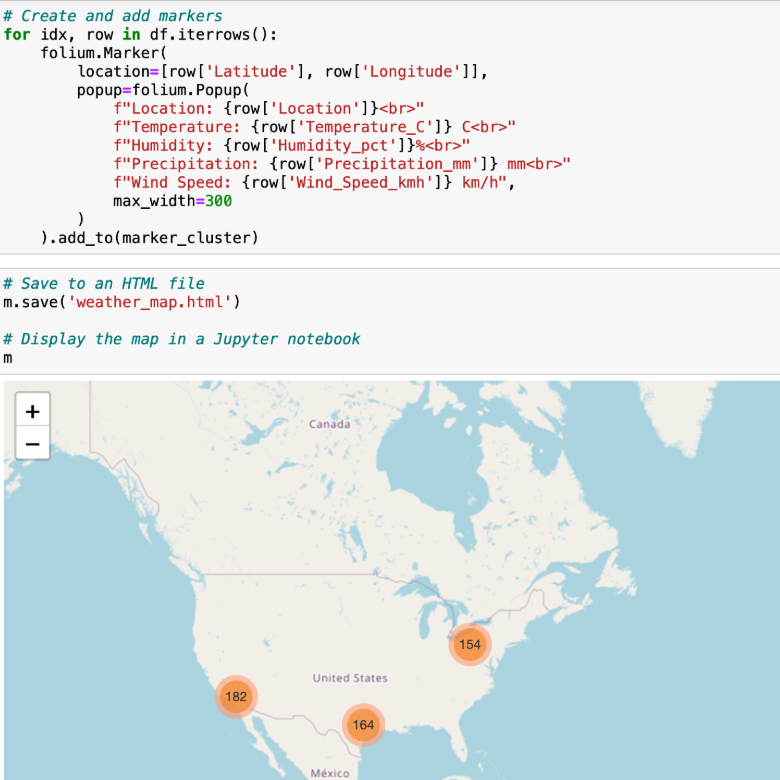 # Create and add markers
for idx, row in df.iterrows():
    folium.Marker(
        location=[row['Latitude'], row['Longitude']],
        popup=folium.Popup(
            f"Location: {row['Location']}<br>"
            f"Temperature: {row['Temperature_C']} C<br>"
            f"Humidity: {row['Humidity_pct']}%<br>"
            f"Precipitation: {row['Precipitation_mm']} mm<br>"
            f"Wind Speed: {row['Wind_Speed_kmh']} km/h",
            max_width=300
        )
    ).add_to(marker_cluster)
# Save to an HTML file
m.save('weather_map.html')
# Display the map in a Jupyter notebook
m
+
−
Canada
154
United States
182
164
México